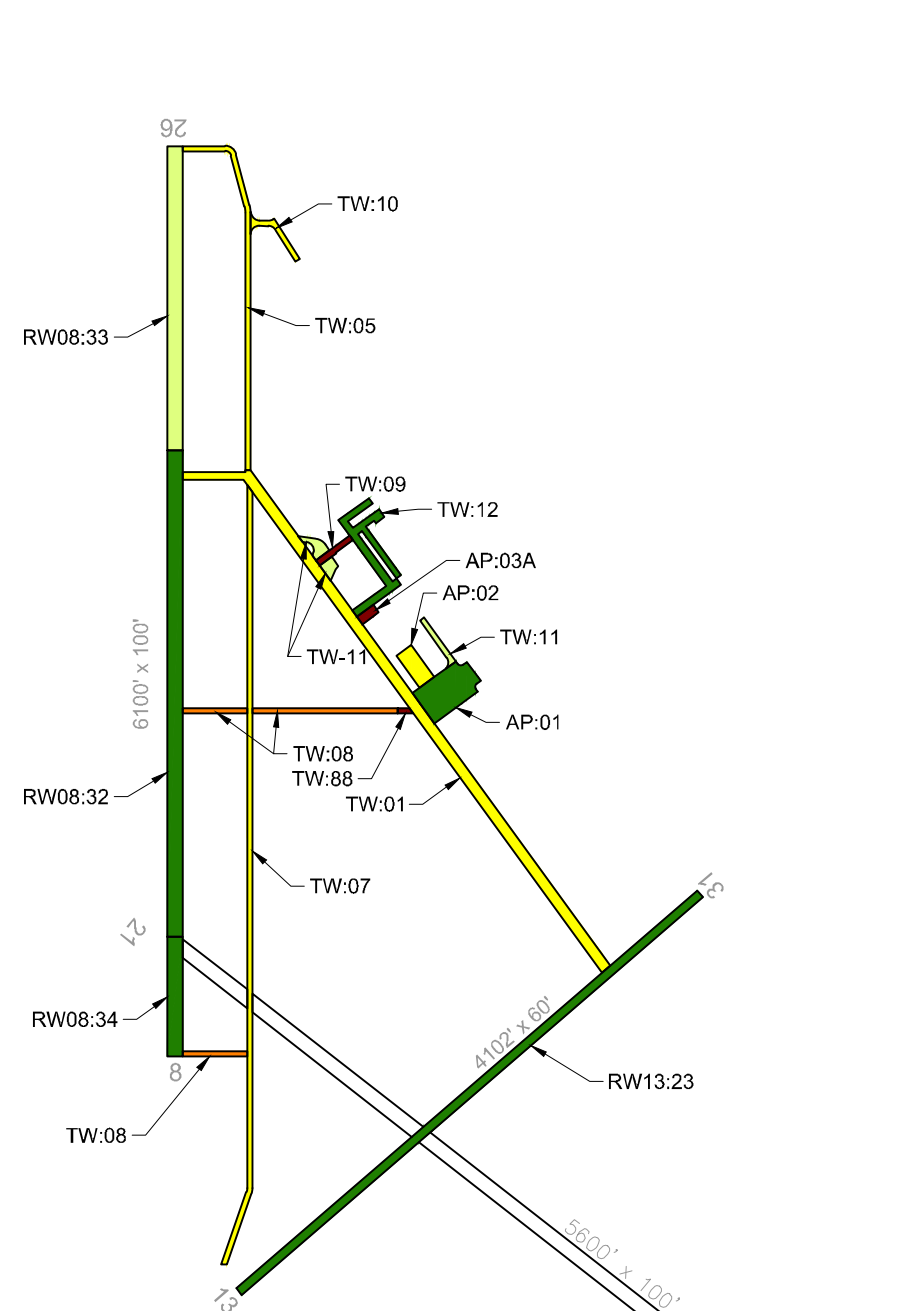 26
TW:10
TW:05
RW08:33
TW:09
TW:12
AP:03A
AP:02
TW:11
TW-11
6100' x 100'
AP:01
TW:08
TW:88
RW08:32
TW:01
TW:07
31
27
4102' x 60'
RW08:34
8
RW13:23
TW:08
5600' x 100'
13